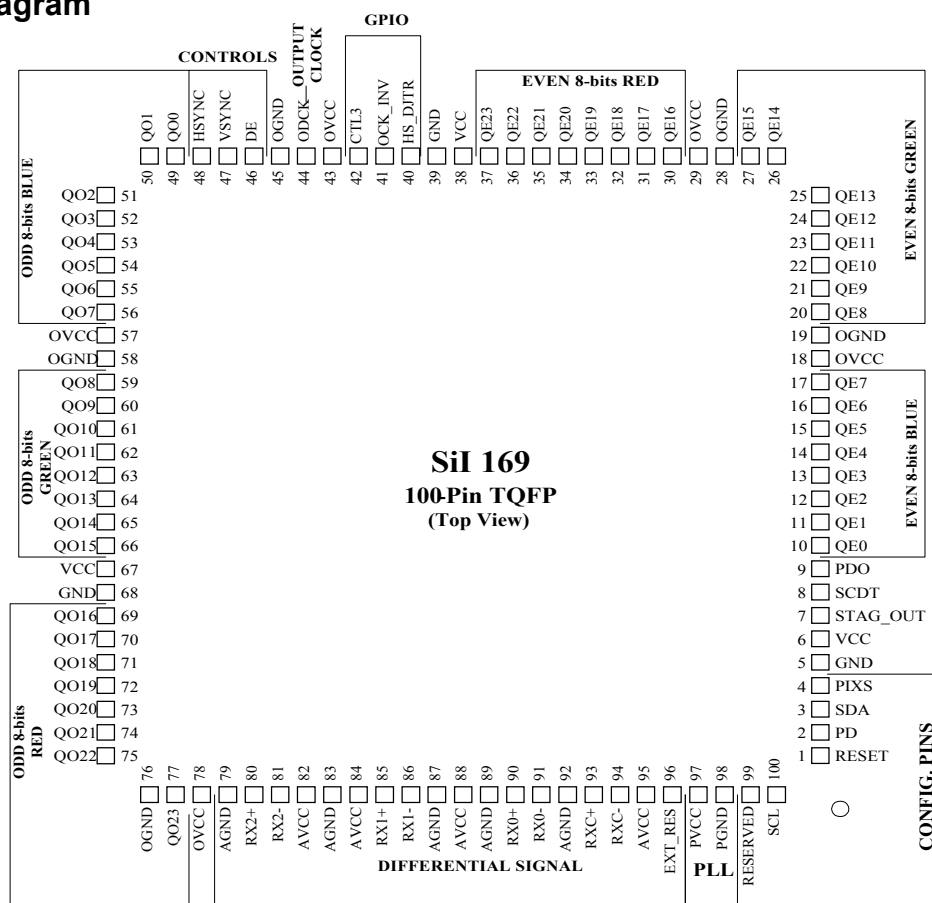 agram
GPIO
CONTROLS
OUTPUT
CLOCK
EVEN 8-bits RED
QO1
QO0
HSYNC
VSYNC
DE
OGND
ODCK
OVCC
CTL3
OCK_INV
HS_DJTR
GND
VCC
QE23
QE22
QE21
QE20
QE19
QE18
QE17
QE16
OVCC
OGND
QE15
QE14
50 49 48 47 46 45 44 43 42 41 40 39 38 37 36 35 34 33 32 31 30 29 28 27 26
ODD 8-bits BLUE
QO2 51
QO3 52
QO4 53
QO5 54
QO6 55
QO7 56
OVCC 57
OGND 58
ODD 8-bits
GREEN
QO8 59
QO9 60
QO10 61
QO11 62
QO12 63
QO13 64
QO14 65
QO15 66
VCC 67
GND 68
ODD 8-bits
RED
QO16 69
QO17 70
QO18 71
QO19 72
QO20 73
QO21 74
QO22 75
SiI 169
100-Pin TQFP
(Top View)
25 QE13
24 QE12
23 QE11
22 QE10
21 QE9
20 QE8
EVEN 8-bits GREEN
19 OGND
18 OVCC
17 QE7
16 QE6
15 QE5
14 QE4
13 QE3
12 QE2
11 QE1
10 QE0
EVEN 8-bits BLUE
9 PDO
8 SCDT
7 STAG_OUT
6 VCC
5 GND
4 PIXS
3 SDA
2 PD
1 RESET
CONFIG. PINS
76 77 78 79 80 81 82 83 84 85 86 87 88 89 90 91 92 93 94 95 96 97 98 99 100
OGND
QO23
OVCC
AGND
RX2+
RX2-
AVCC
AGND
AVCC
RX1+
RX1-
AGND
AVCC
AGND
RX0+
RX0-
AGND
RXC+
RXC-
AVCC
EXT_RES
PVCC
PGND
RESERVED
SCL
DIFFERENTIAL SIGNAL
PLL